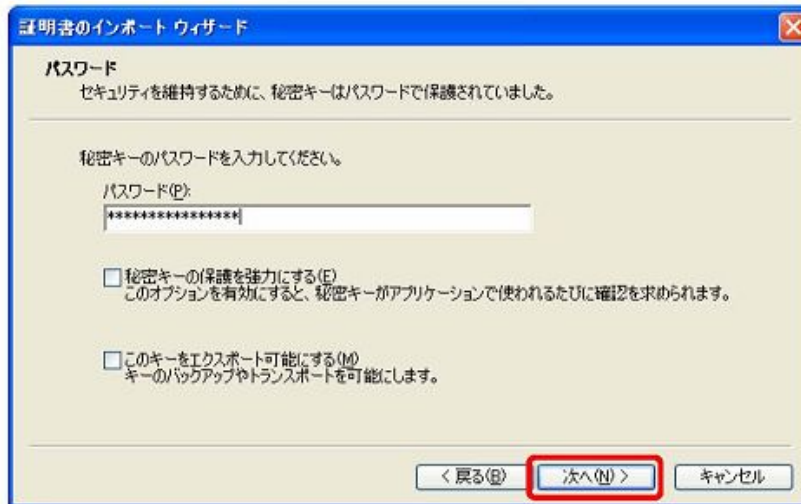 証明書のインポート ウィザード
パスワード
セキュリティを維持するために、秘密キーはパスワードで保護されていました。
秘密キーのパスワードを入力してください。
パスワード(P):
****************
秘密キーの保護を強力にする(E)
このオプションを有効にすると、秘密キーがアプリケーションで使われるたびに確認を求められます。
このキーをエクスポート可能にする(M)
キーのバックアップやトランスポートを可能にします。
< 戻る(B) 次へ(N) > キャンセル